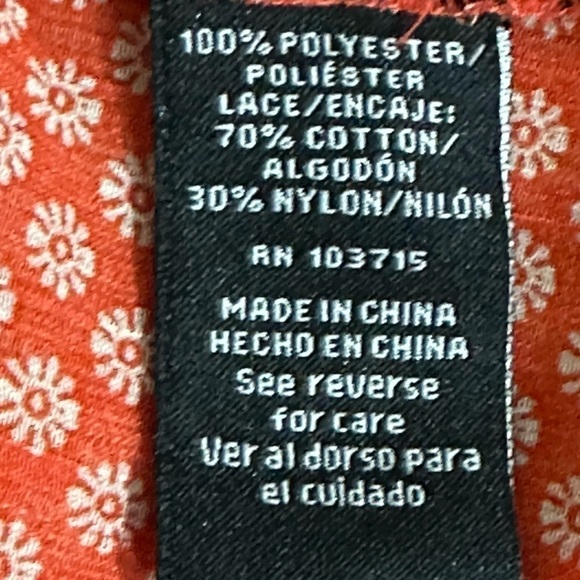 100% POLYESTER/
POLIÉSTER
LACE/ENCAJE:
70% COTTON/
ALGODÓN
30% NYLON/NILÓN
RN 103715
MADE IN CHINA
HECHO EN CHINA
See reverse
for care
Ver al dorso para
el cuidado